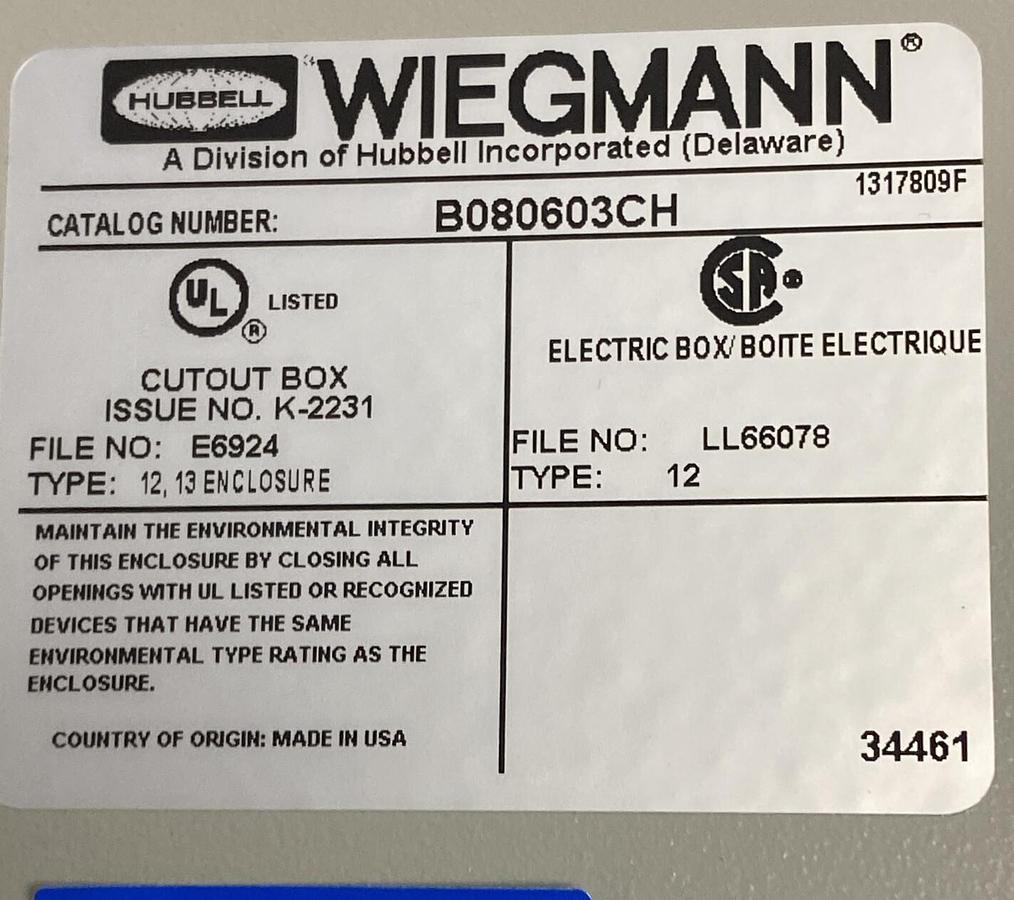 HUBBELL WIEGMANN®
A Division of Hubbell Incorporated (Delaware)
1317809F
CATALOG NUMBER: B080603CH
UL LISTED
®
CUTOUT BOX
ISSUE NO. K-2231
FILE NO: E6924
TYPE: 12, 13 ENCLOSURE
SA ®
ELECTRIC BOX/BOITE ELECTRIQUE
FILE NO: LL66078
TYPE: 12
MAINTAIN THE ENVIRONMENTAL INTEGRITY
OF THIS ENCLOSURE BY CLOSING ALL
OPENINGS WITH UL LISTED OR RECOGNIZED
DEVICES THAT HAVE THE SAME
ENVIRONMENTAL TYPE RATING AS THE
ENCLOSURE.
COUNTRY OF ORIGIN: MADE IN USA
34461